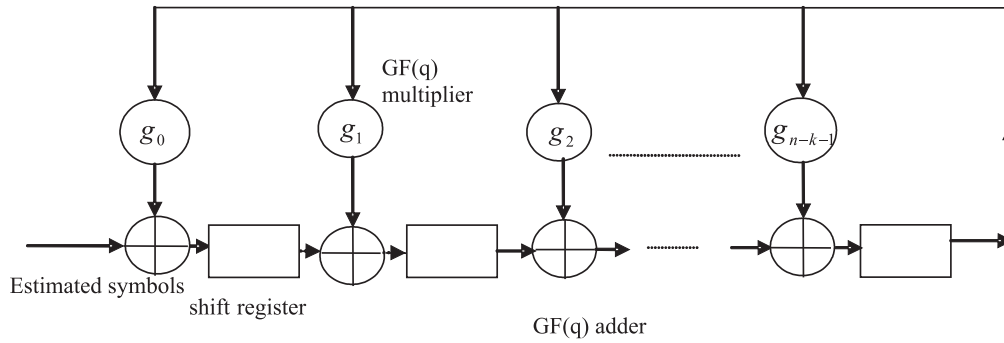 GF(q)
multiplier
g₀
g₁
g₂
gₙ₋ₖ₋₁
Estimated symbols
shift register
GF(q) adder